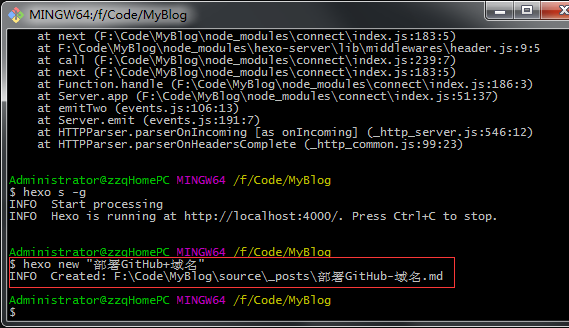 MINGW64:/f/Code/MyBlog
at next (F:\Code\MyBlog\node_modules\connect\index.js:183:5)
at F:\Code\MyBlog\node_modules\hexo-server\lib\middlewares\header.js:9:5
at call (F:\Code\MyBlog\node_modules\connect\index.js:239:7)
at next (F:\Code\MyBlog\node_modules\connect\index.js:183:5)
at Function.handle (F:\Code\MyBlog\node_modules\connect\index.js:186:3)
at Server.app (F:\Code\MyBlog\node_modules\connect\index.js:51:37)
at emitTwo (events.js:106:13)
at Server.emit (events.js:191:7)
at HTTPParser.parserOnIncoming [as onIncoming] (_http_server.js:546:12)
at HTTPParser.parserOnHeadersComplete (_http_common.js:99:23)
Administrator@zzqHomePC MINGW64 /f/Code/MyBlog
$ hexo s -g
INFO  Start processing
INFO  Hexo is running at http://localhost:4000/. Press Ctrl+C to stop.
Administrator@zzqHomePC MINGW64 /f/Code/MyBlog
$ hexo new "部署GitHub+域名"
INFO  Created: F:\Code\MyBlog\source\_posts\部署GitHub-域名.md
Administrator@zzqHomePC MINGW64 /f/Code/MyBlog
$